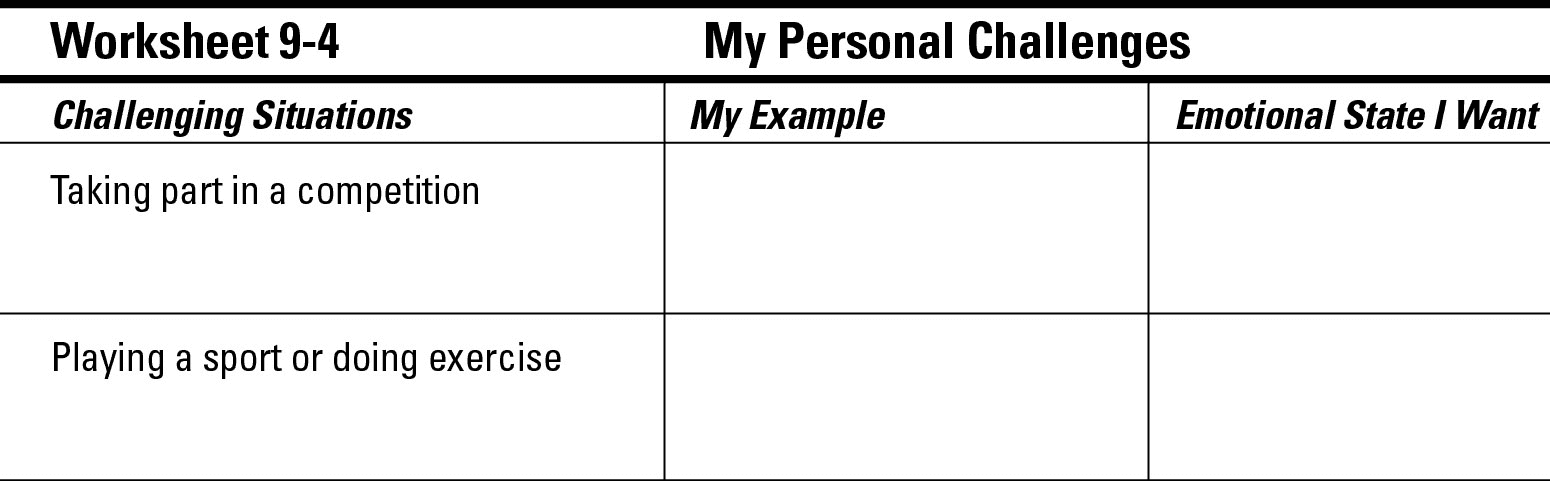 Worksheet 9-4 My Personal Challenges
Challenging Situations My Example Emotional State I Want
Taking part in a competition
Playing a sport or doing exercise